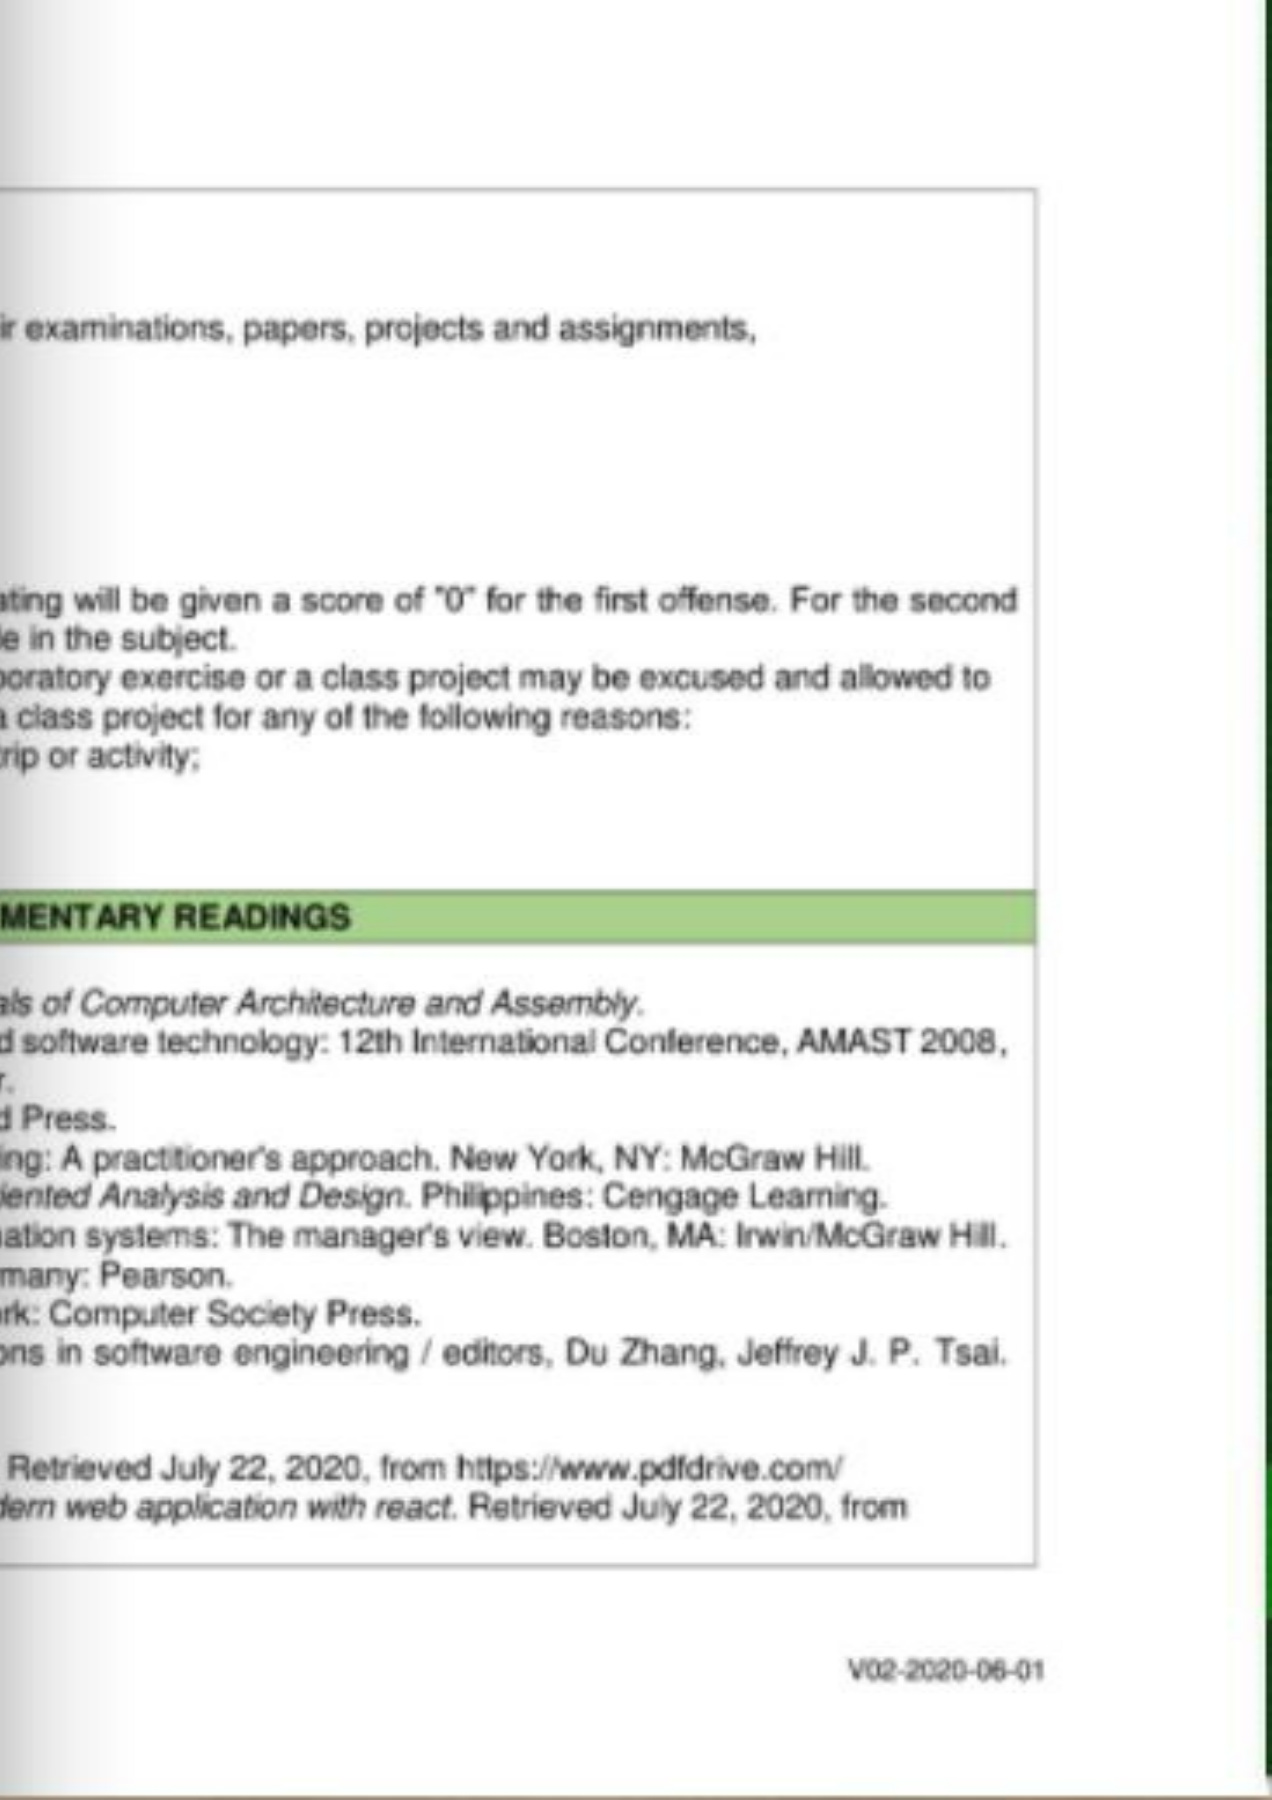 ir examinations, papers, projects and assignments,
ating will be given a score of "0" for the first offense. For the second
le in the subject.
boratory exercise or a class project may be excused and allowed to
a class project for any of the following reasons:
trip or activity;
MENTARY READINGS
als of Computer Architecture and Assembly.
d software technology: 12th International Conference, AMAST 2008,
r.
d Press.
ing: A practitioner's approach. New York, NY: McGraw Hill.
iented Analysis and Design. Philippines: Cengage Learning.
nation systems: The manager's view. Boston, MA: Irwin/McGraw Hill.
many: Pearson.
ork: Computer Society Press.
ons in software engineering / editors, Du Zhang, Jeffrey J. P. Tsai.
Retrieved July 22, 2020, from https://www.pdfdrive.com/
dern web application with react. Retrieved July 22, 2020, from
V02-2020-06-01